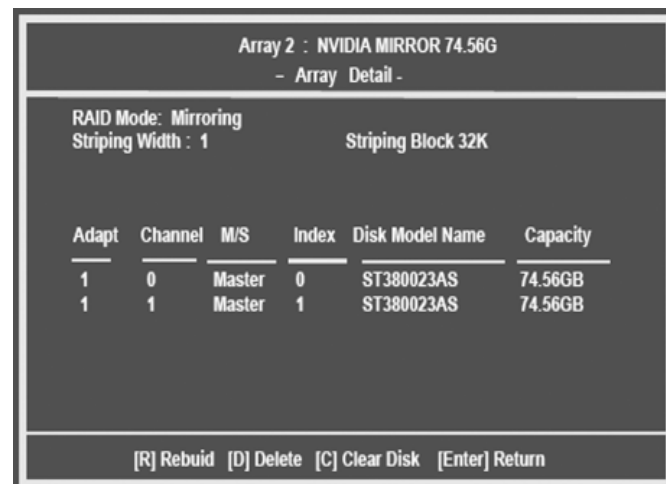 Array 2 : NVIDIA MIRROR 74.56G
- Array Detail -
RAID Mode: Mirroring
Striping Width : 1 Striping Block 32K
Adapt Channel M/S Index Disk Model Name Capacity
1 0 Master 0 ST380023AS 74.56GB
1 1 Master 1 ST380023AS 74.56GB
[R] Rebuid [D] Delete [C] Clear Disk [Enter] Return